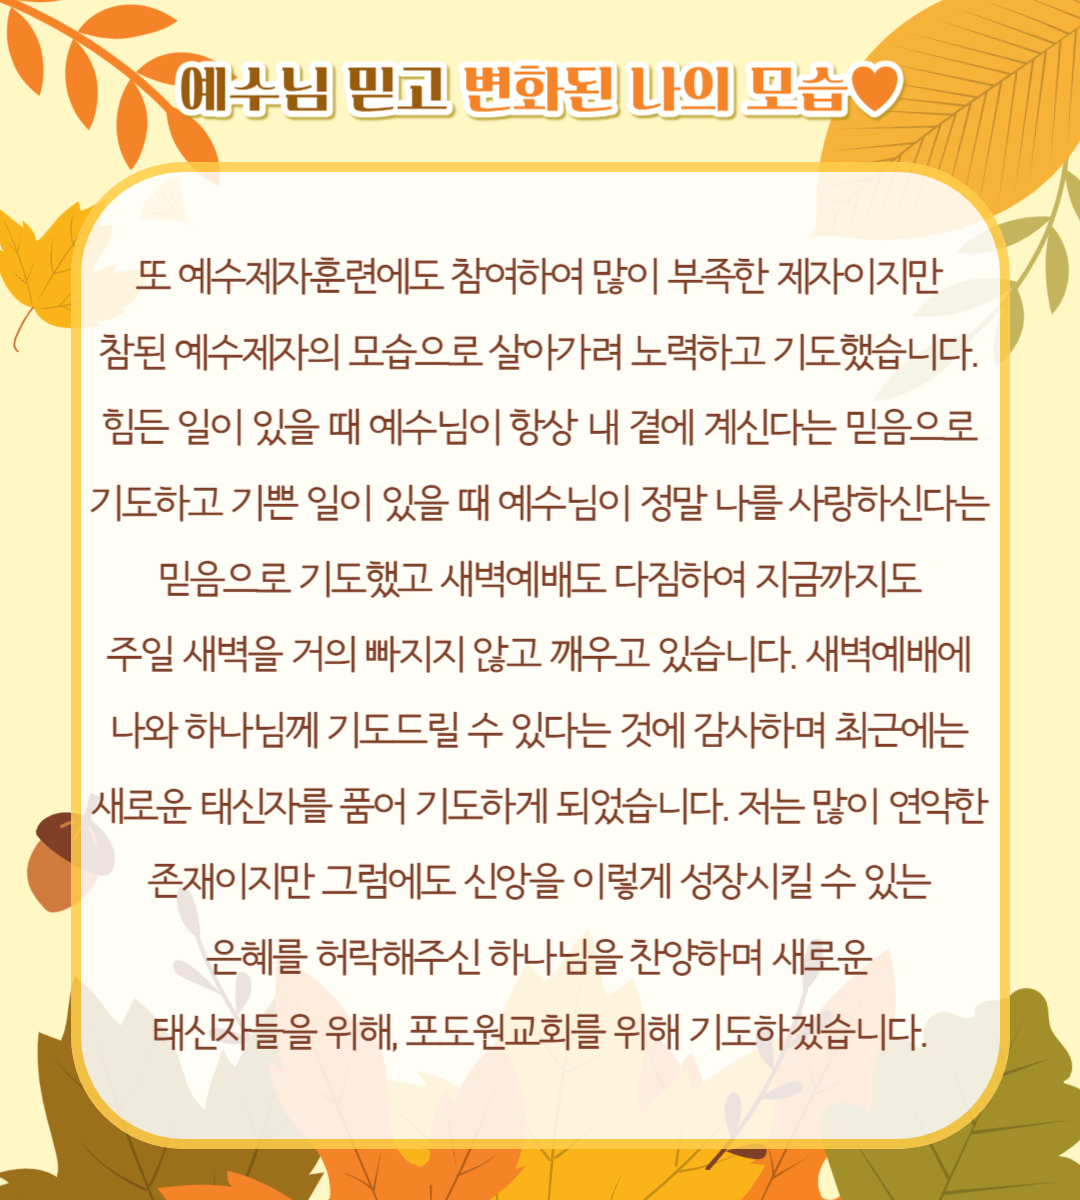 예수님 믿고 변화된 나의 모습♥
또 예수제자훈련에도 참여하여 많이 부족한 제자이지만
참된 예수제자의 모습으로 살아가려 노력하고 기도했습니다.
힘든 일이 있을 때 예수님이 항상 내 곁에 계신다는 믿음으로
기도하고 기쁜 일이 있을 때 예수님이 정말 나를 사랑하신다는
믿음으로 기도했고 새벽예배도 다짐하여 지금까지도
주일 새벽을 거의 빠지지 않고 깨우고 있습니다. 새벽예배에
나와 하나님께 기도드릴 수 있다는 것에 감사하며 최근에는
새로운 태신자를 품어 기도하게 되었습니다. 저는 많이 연약한
존재이지만 그럼에도 신앙을 이렇게 성장시킬 수 있는
은혜를 허락해주신 하나님을 찬양하며 새로운
태신자들을 위해, 포도원교회를 위해 기도하겠습니다.